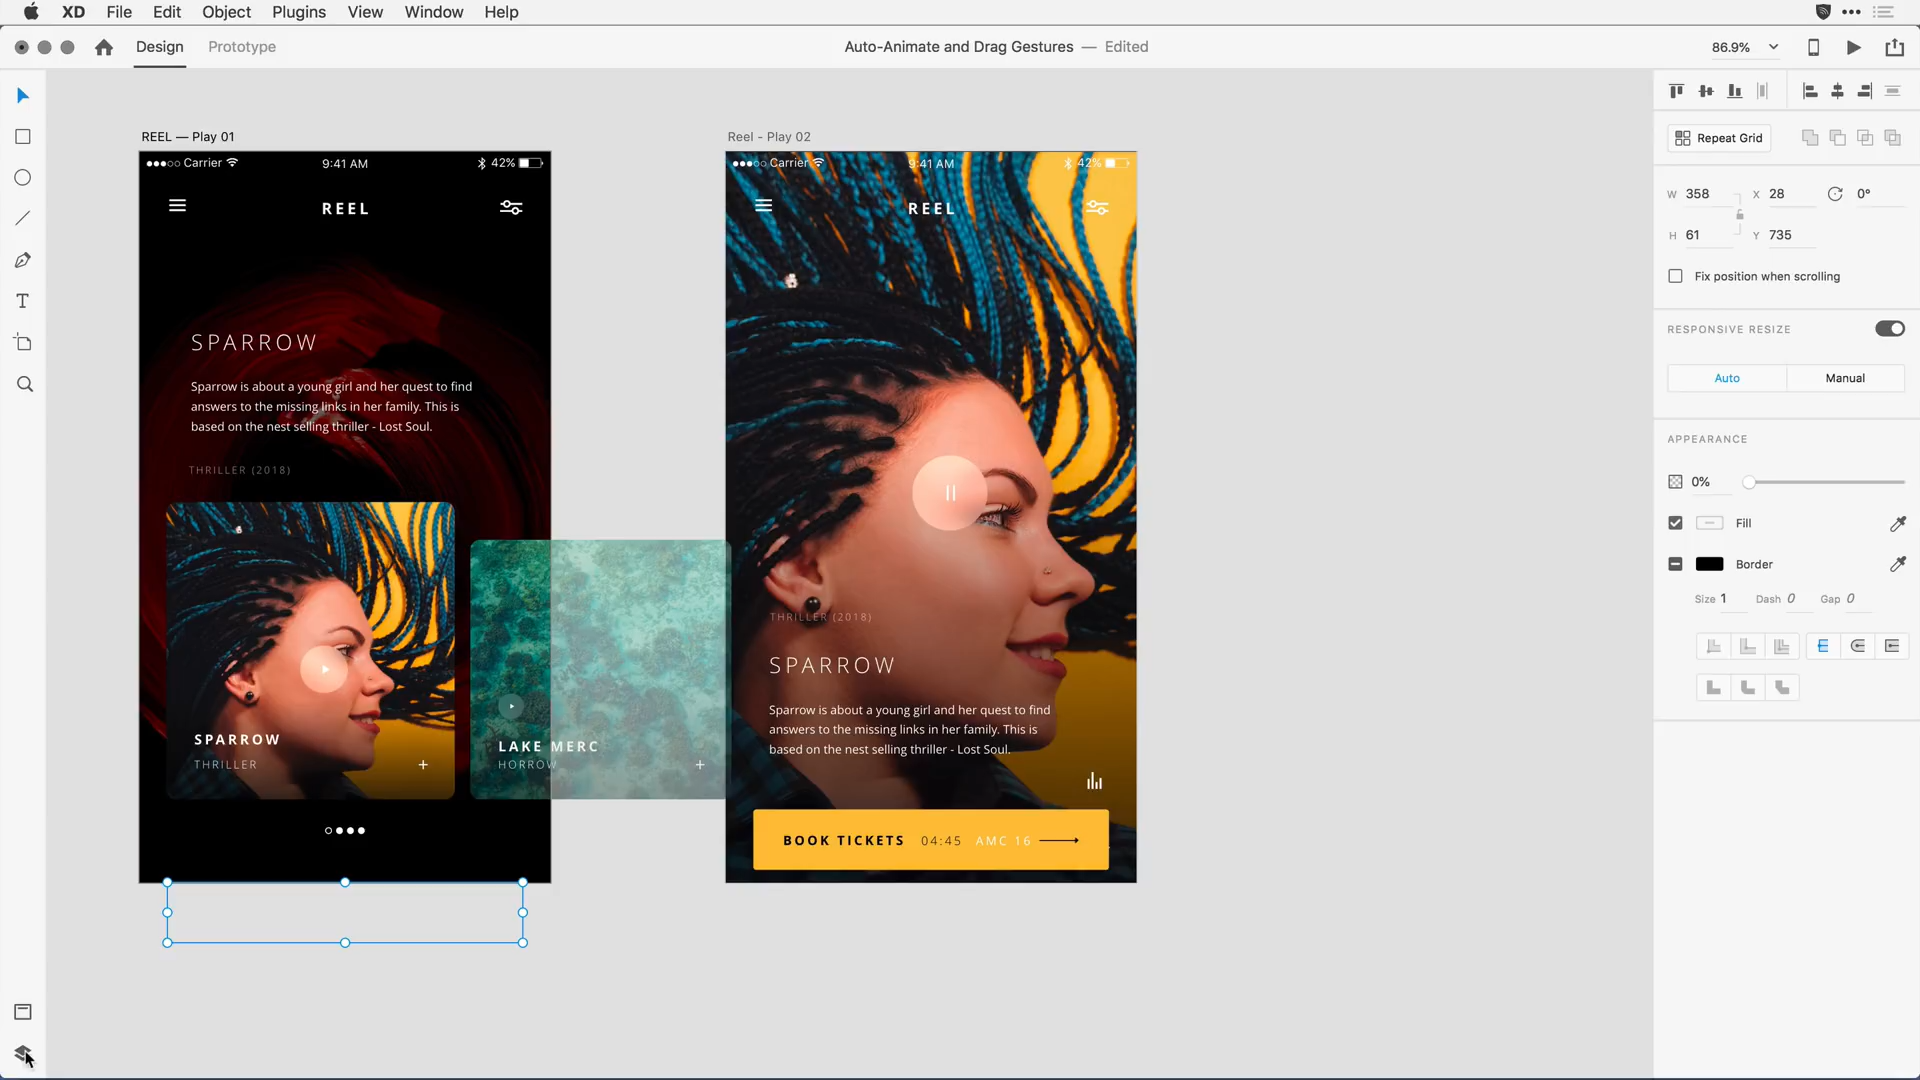 XD File Edit Object Plugins View Window Help
Design Prototype Auto-Animate and Drag Gestures — Edited 86.9%
REEL — Play 01
Carrier 9:41 AM 42%
REEL
SPARROW
Sparrow is about a young girl and her quest to find
answers to the missing links in her family. This is
based on the nest selling thriller - Lost Soul.
THRILLER (2018)
SPARROW
THRILLER +
LAKE MERC
HORROW +
Reel - Play 02
Carrier 9:41 AM 42%
REEL
THRILLER (2018)
SPARROW
Sparrow is about a young girl and her quest to find
answers to the missing links in her family. This is
based on the nest selling thriller - Lost Soul.
BOOK TICKETS 04:45 AMC 16
Repeat Grid
W 358 X 28 0°
H 61 Y 735
Fix position when scrolling
RESPONSIVE RESIZE
Auto Manual
APPEARANCE
0%
Fill
Border
Size 1 Dash 0 Gap 0
T